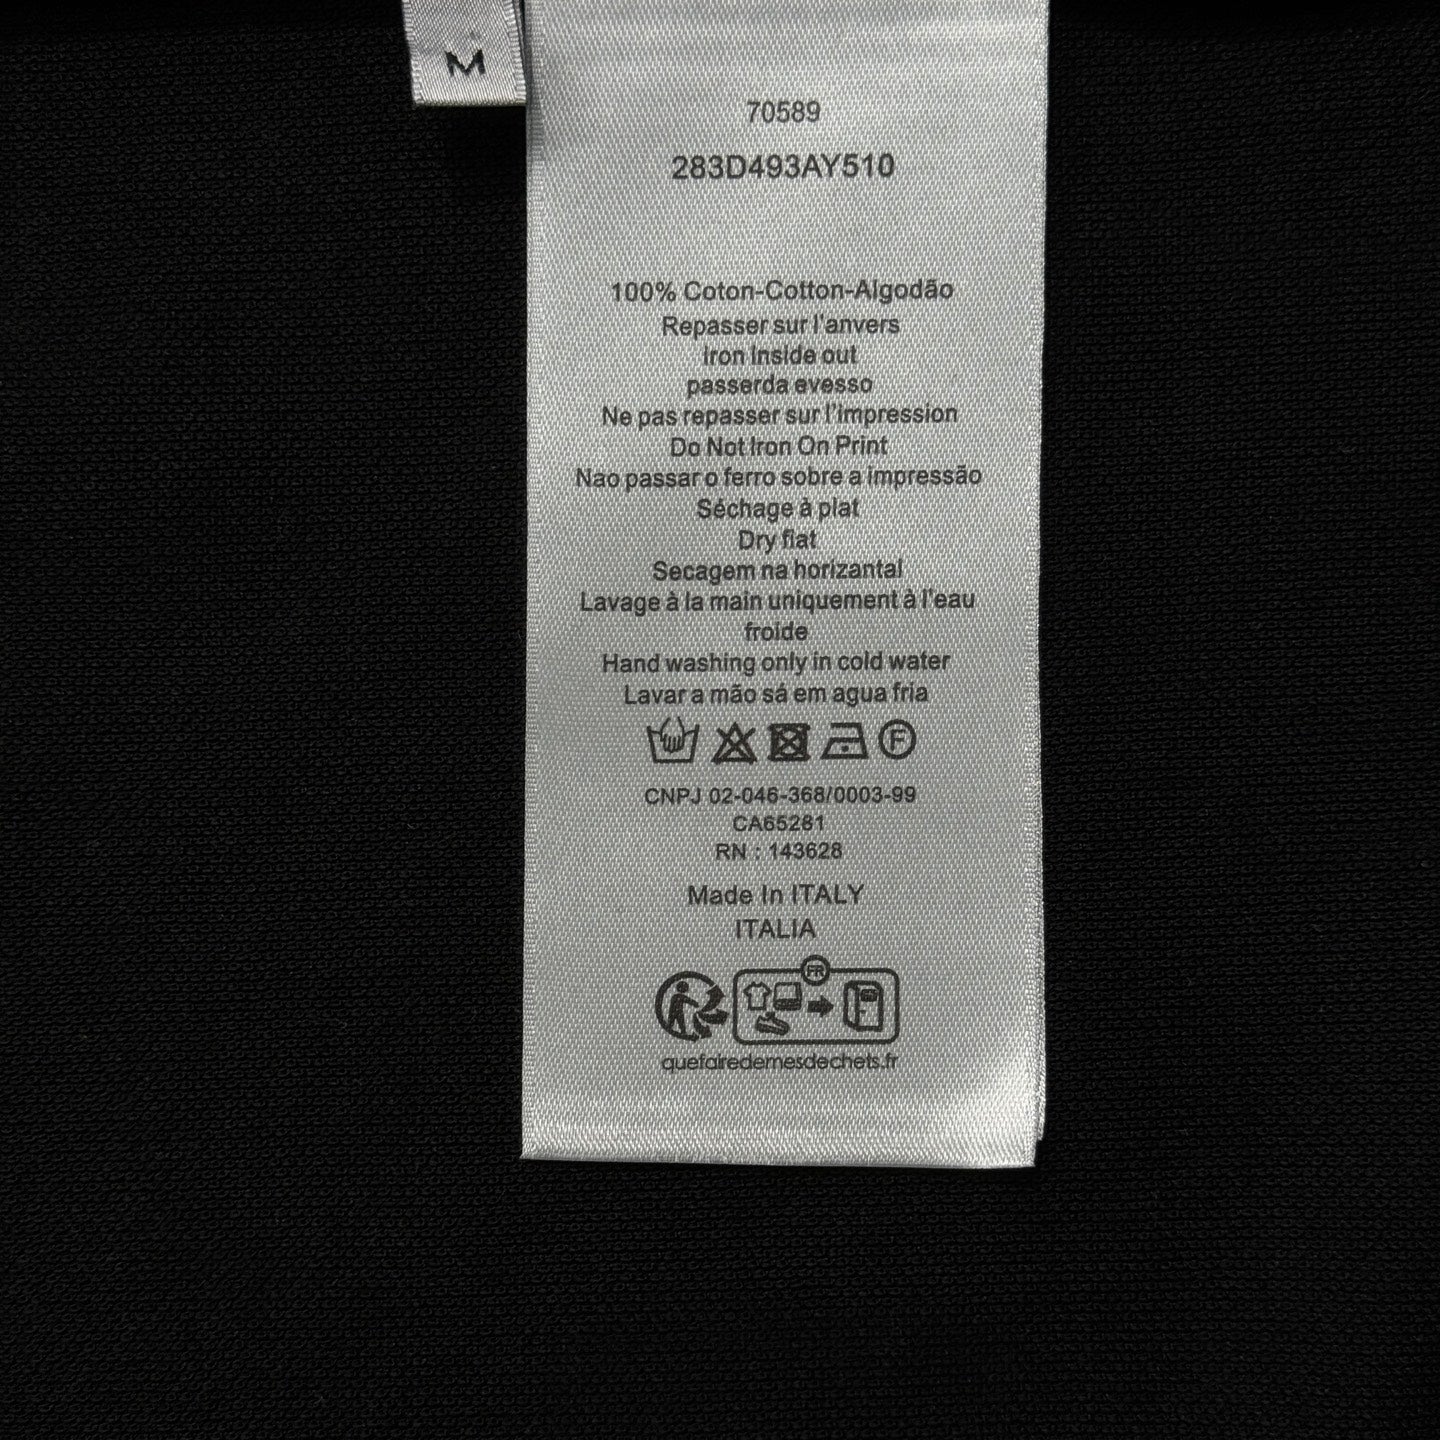 M
70589
283D493AY510
100% Coton-Cotton-Algodão
Repasser sur l'anvers
iron Inside out
passerda evesso
Ne pas repasser sur l'impression
Do Not Iron On Print
Nao passar o ferro sobre a impressão
Séchage à plat
Dry flat
Secagem na horizantal
Lavage à la main uniquement à l'eau
froide
Hand washing only in cold water
Lavar a mão sá em agua fria
F
CNPJ 02-046-368/0003-99
CA65281
RN : 143628
Made In ITALY
ITALIA
FR
quefairedemesdechets.fr